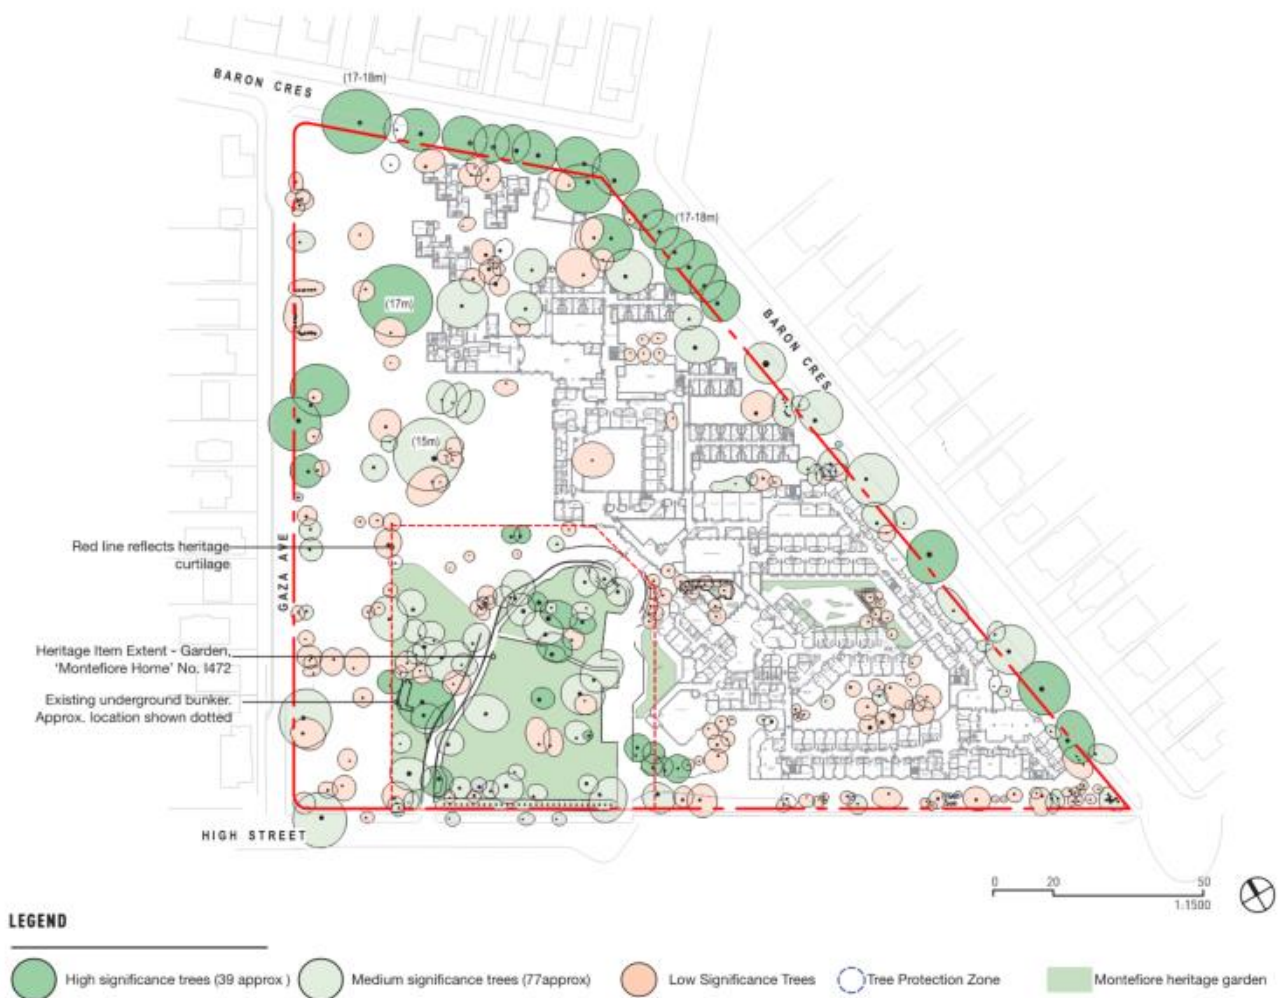 BARON CRES
(17-18m)
(17-18m)
BARON CRES
(17m)
(15m)
GAZA AVE
Red line reflects heritage
curtilage
Heritage Item Extent - Garden,
'Montefiore Home' No. I472
Existing underground bunker.
Approx. location shown dotted
HIGH STREET
0 20 50
1:1500
LEGEND
High significance trees (39 approx )
Medium significance trees (77approx)
Low Significance Trees
Tree Protection Zone
Montefiore heritage garden